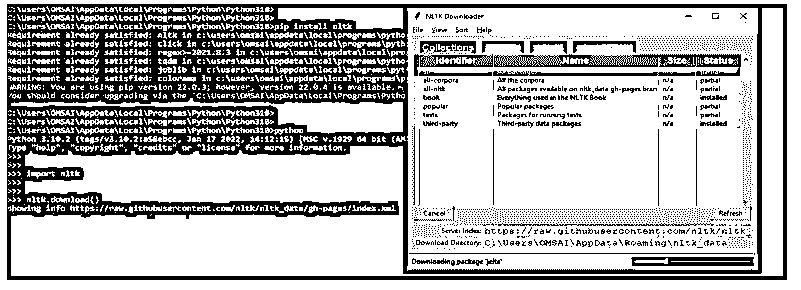 C:\Users\OMSAI\AppData\Local\Programs\Python\Python310>
C:\Users\OMSAI\AppData\Local\Programs\Python\Python310>pip install nltk
Requirement already satisfied: nltk in c:\users\omsai\appdata\local\programs\pytho
Requirement already satisfied: click in c:\users\omsai\appdata\local\programs\pyth
Requirement already satisfied: regex>=2021.8.3 in c:\users\omsai\appdata\local\pro
Requirement already satisfied: tqdm in c:\users\omsai\appdata\local\programs\pytho
Requirement already satisfied: joblib in c:\users\omsai\appdata\local\programs\pyt
Requirement already satisfied: colorama in c:\users\omsai\appdata\local\programs\p
WARNING: You are using pip version 22.0.3; however, version 22.0.4 is available.
You should consider upgrading via the 'C:\Users\OMSAI\AppData\Local\Programs\Pytho
C:\Users\OMSAI\AppData\Local\Programs\Python\Python310>
C:\Users\OMSAI\AppData\Local\Programs\Python\Python310>python
Python 3.10.2 (tags/v3.10.2:a58ebcc, Jan 17 2022, 14:12:15) [MSC v.1929 64 bit (AM
Type "help", "copyright", "credits" or "license" for more information.
>>>
>>> import nltk
>>>
>>> nltk.download()
showing info https://raw.githubusercontent.com/nltk/nltk_data/gh-pages/index.xml
NLTK Downloader
File View Sort Help
Collections
Identifier Name Size Status
all-corpora All the corpora n/a partial
all-nltk All packages available on nltk_data gh-pages bran n/a partial
book Everything used in the NLTK Book n/a installed
popular Popular packages n/a partial
tests Packages for running tests n/a partial
third-party Third-party data packages n/a installed
Cancel Refresh
Server Index: https://raw.githubusercontent.com/nltk/nltk_
Download Directory: C:\Users\OMSAI\AppData\Roaming\nltk_data
Downloading package 'jeita'